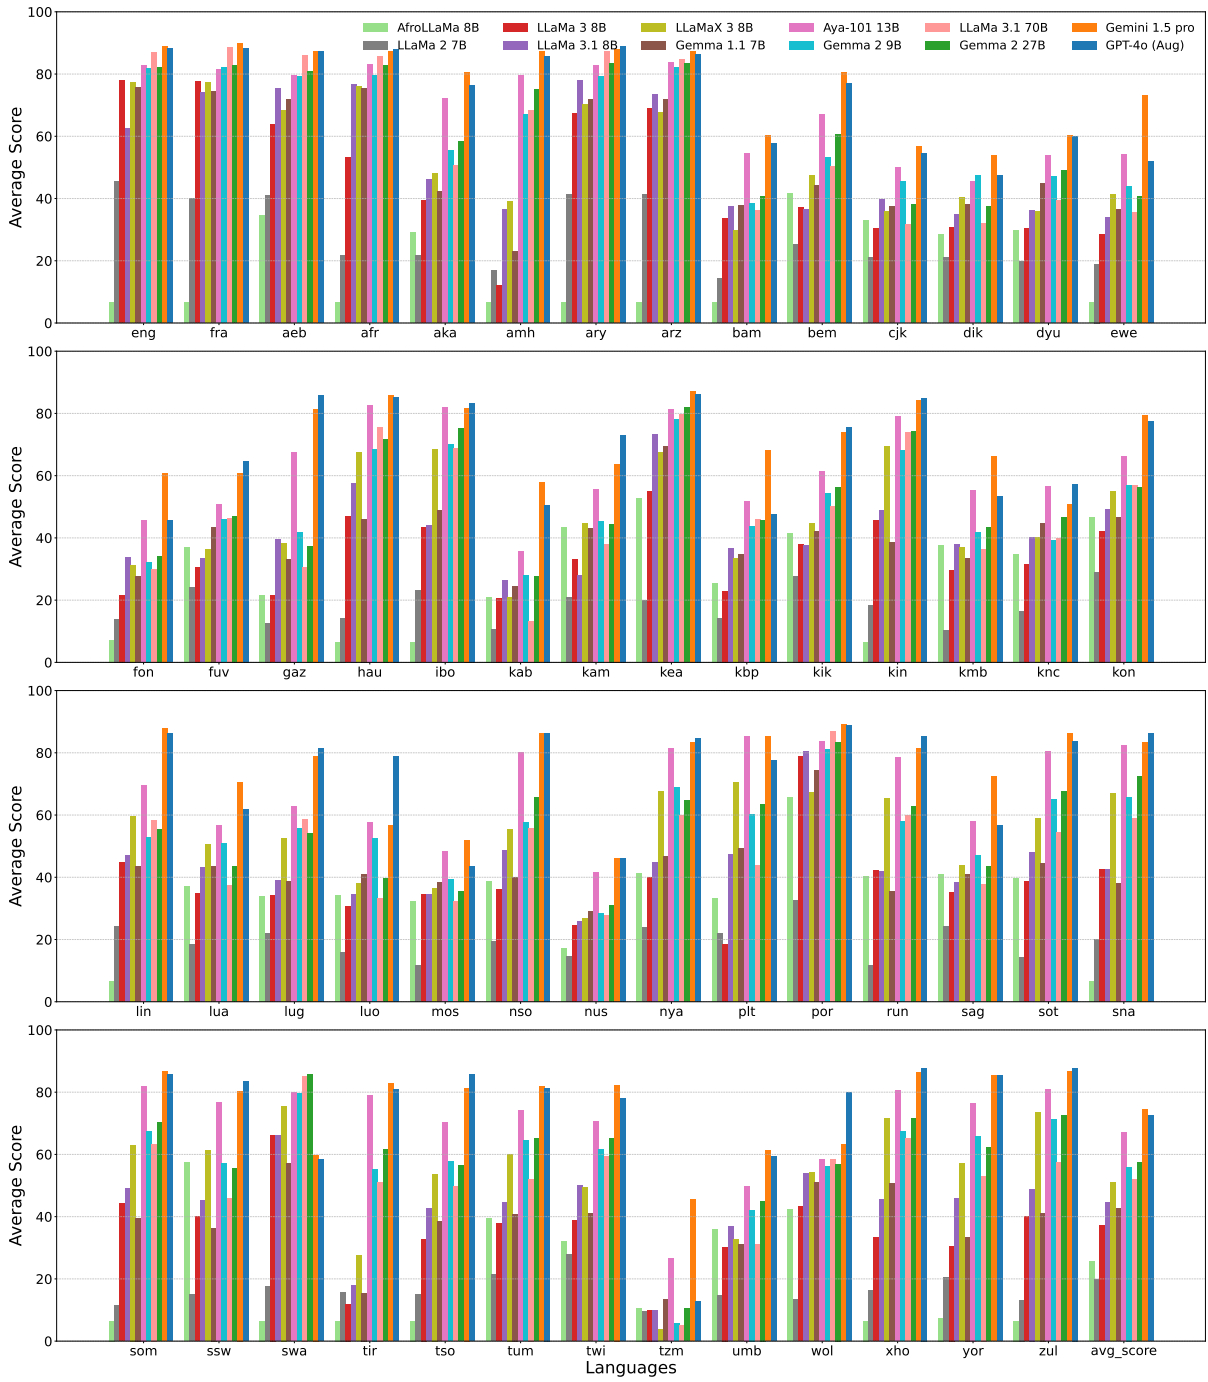 AfroLLaMa 8B LLaMa 3 8B LLaMaX 3 8B Aya-101 13B LLaMa 3.1 70B Gemini 1.5 pro
LLaMa 2 7B LLaMa 3.1 8B Gemma 1.1 7B Gemma 2 9B Gemma 2 27B GPT-4o (Aug)
Average Score
100
80
60
40
20
0
eng fra aeb afr aka amh ary arz bam bem cjk dik dyu ewe
Average Score
100
80
60
40
20
0
fon fuv gaz hau ibo kab kam kea kbp kik kin kmb knc kon
Average Score
100
80
60
40
20
0
lin lua lug luo mos nso nus nya plt por run sag sot sna
Average Score
100
80
60
40
20
0
som ssw swa tir tso tum twi tzm umb wol xho yor zul avg_score
Languages